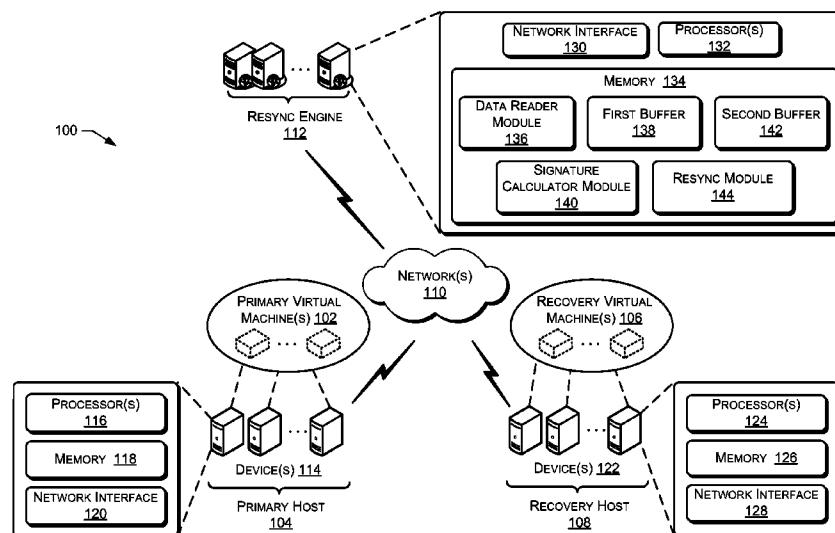 NETWORK INTERFACE
130
PROCESSOR(S)
132
MEMORY 134
DATA READER
MODULE
136
FIRST BUFFER
138
SECOND BUFFER
142
SIGNATURE
CALCULATOR MODULE
140
RESYNC MODULE
144
RESYNC ENGINE
112
100
NETWORK(S)
110
PRIMARY VIRTUAL
MACHINE(S) 102
RECOVERY VIRTUAL
MACHINE(S) 106
PROCESSOR(S)
116
MEMORY 118
NETWORK INTERFACE
120
DEVICE(S) 114
PRIMARY HOST
104
DEVICE(S) 122
RECOVERY HOST
108
PROCESSOR(S)
124
MEMORY 126
NETWORK INTERFACE
128